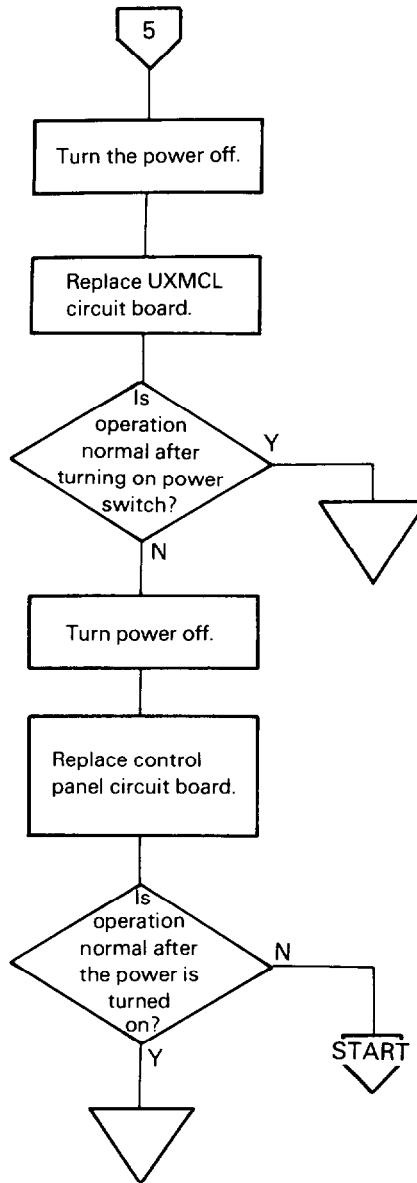 5
Turn the power off.
Replace UXMCL
circuit board.
Is
operation
normal after
turning on power
switch?
Y
N
Turn power off.
Replace control
panel circuit board.
Is
operation
normal after
the power is
turned
on?
N
Y
START